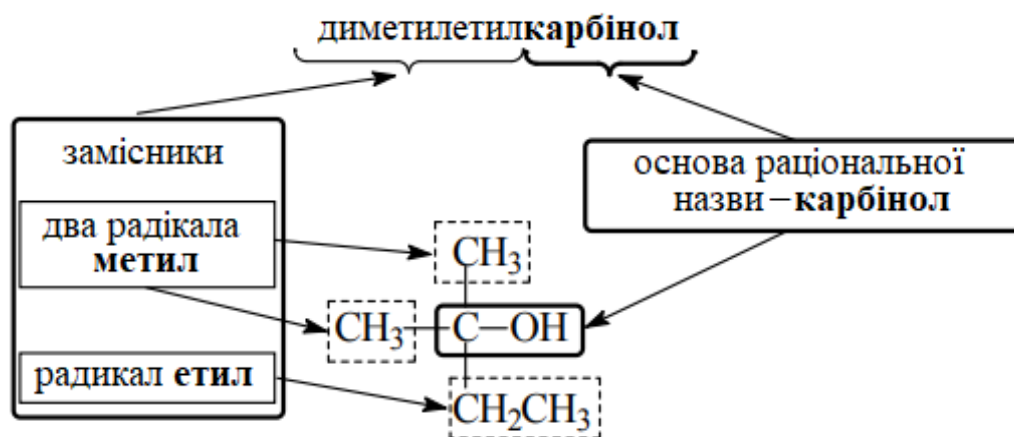 диметилетилкарбінол
замісники
два радікала
метил
радикал етил
основа раціональної
назви – карбінол
CH₃
CH₃—C—OH
CH₂CH₃